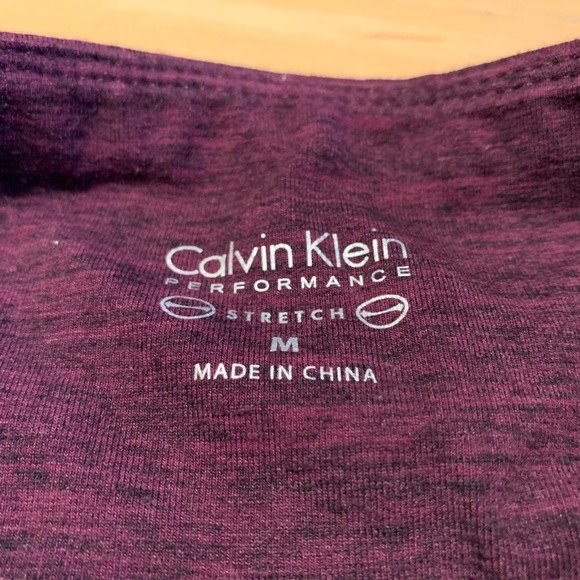 Calvin Klein
PERFORMANCE
STRETCH
M
MADE IN CHINA